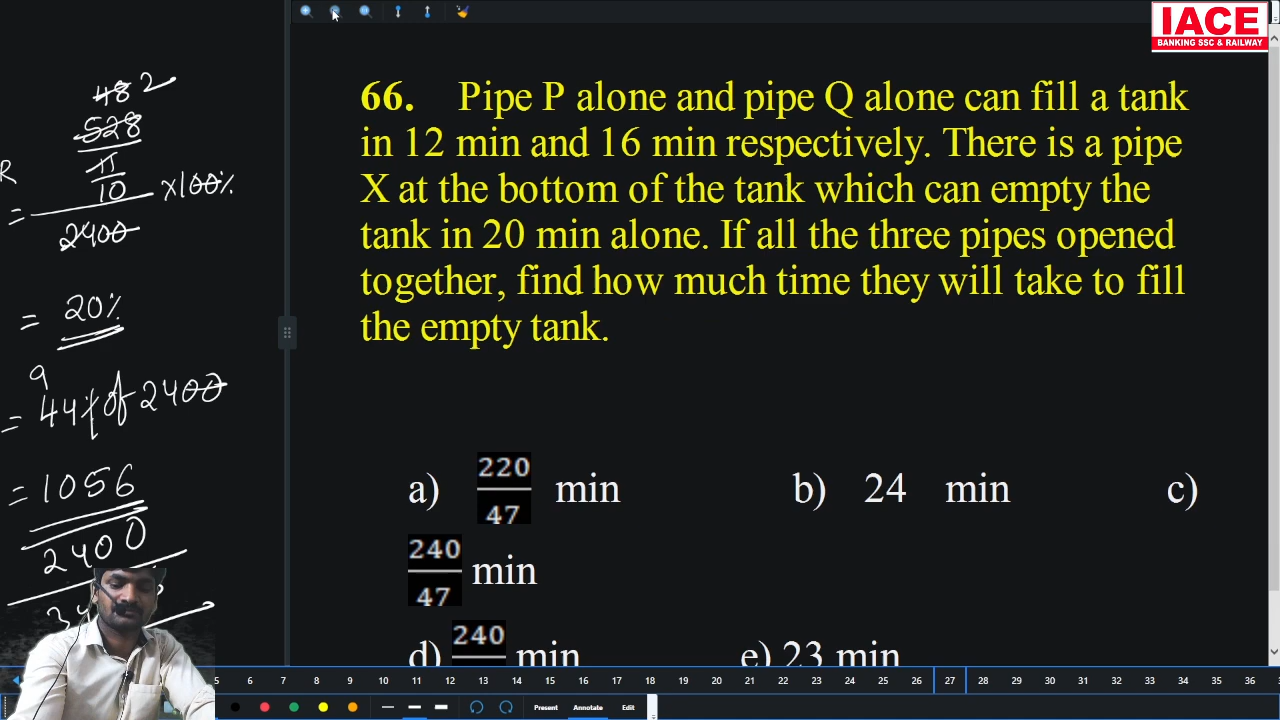 IACE
BANKING SSC & RAILWAY
66. Pipe P alone and pipe Q alone can fill a tank
in 12 min and 16 min respectively. There is a pipe
X at the bottom of the tank which can empty the
tank in 20 min alone. If all the three pipes opened
together, find how much time they will take to fill
the empty tank.
a) 220/47 min b) 24 min c)
240/47 min
d) 240 min e) 23 min
48 2
528
11
10
R = ×100%
2400
= 20%
9
= 44% of 2400
= 1056
2400
5 6 7 8 9 10 11 12 13 14 15 16 17 18 19 20 21 22 23 24 25 26 27 28 29 30 31 32 33 34 35 36
Present Annotate Edit